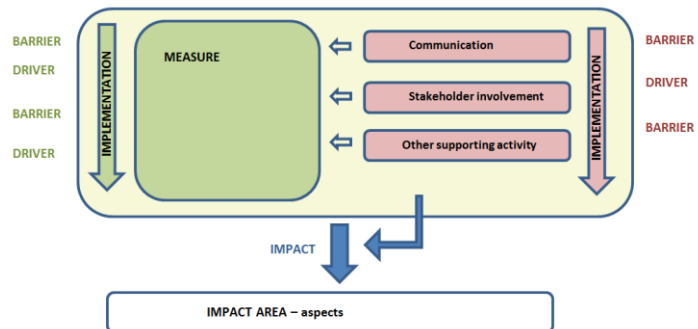 BARRIER
DRIVER
BARRIER
DRIVER
IMPLEMENTATION
MEASURE
Communication
Stakeholder involvement
Other supporting activity
IMPLEMENTATION
BARRIER
DRIVER
BARRIER
IMPACT
IMPACT AREA – aspects